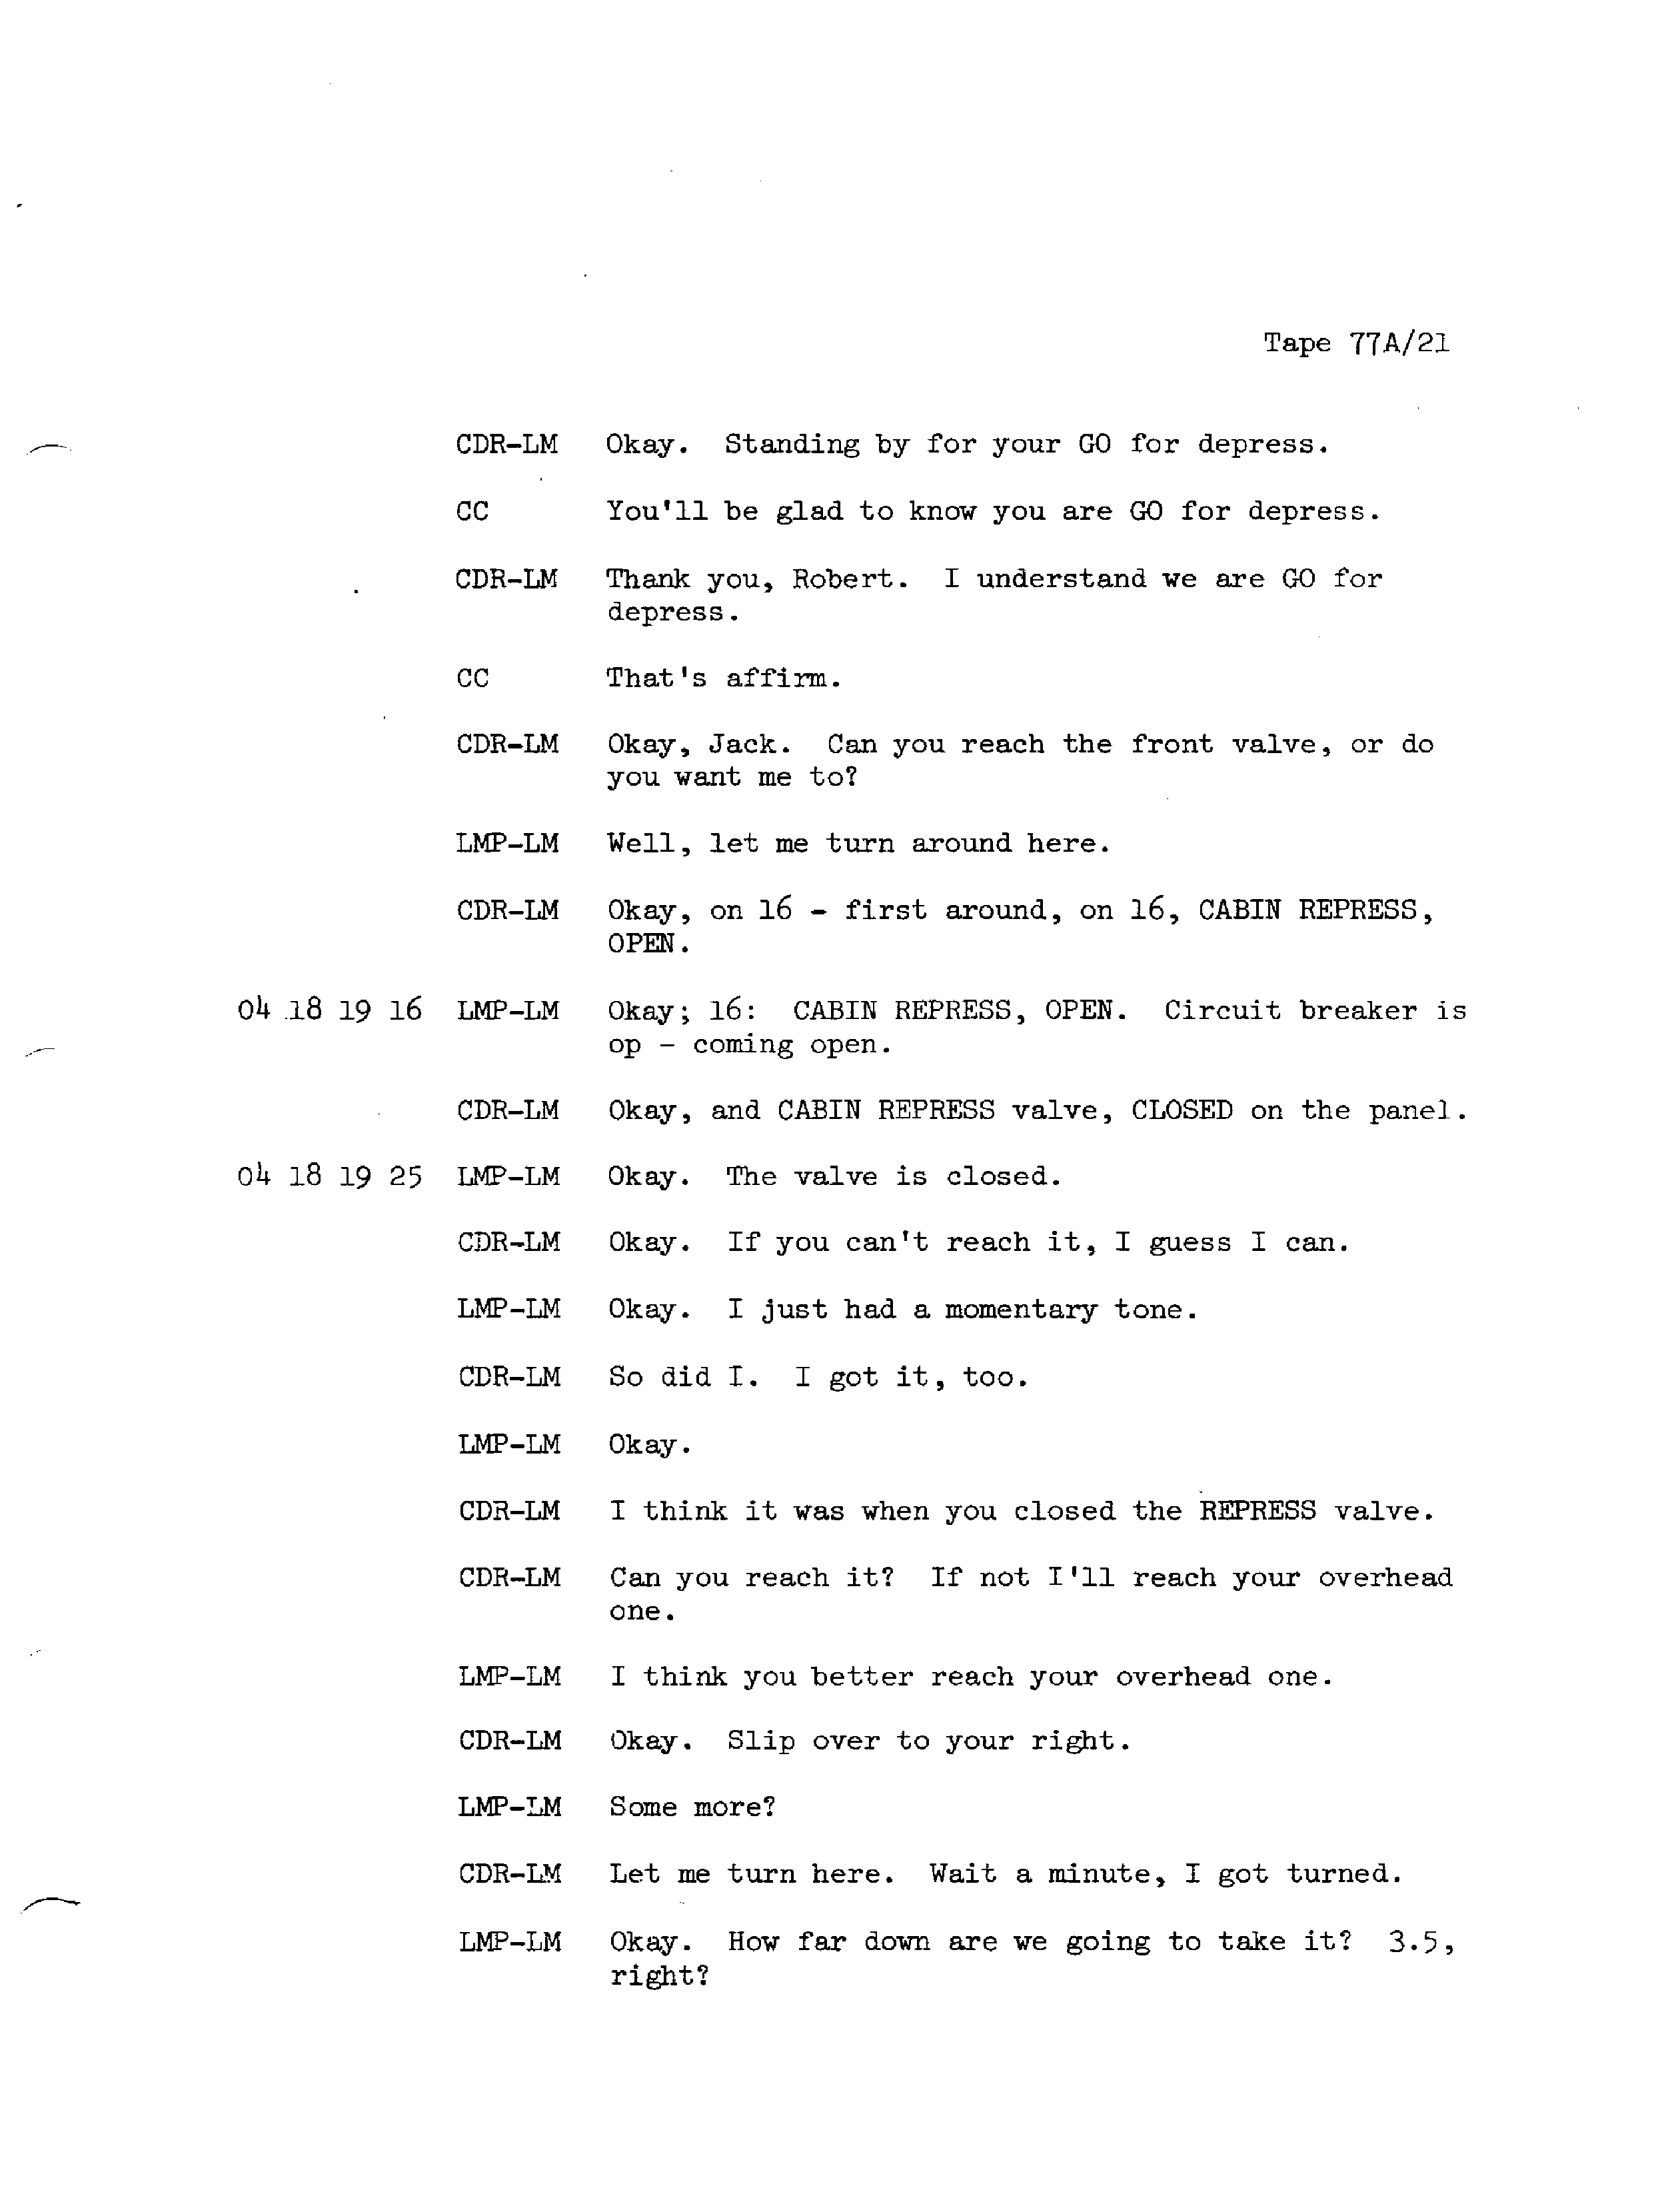 Tape 77A/21
CDR-LM Okay. Standing by for your GO for depress.
CC You'll be glad to know you are GO for depress.
CDR-LM Thank you, Robert. I understand we are GO for
depress.
CC That's affirm.
CDR-LM Okay, Jack. Can you reach the front valve, or do
you want me to?
LMP-LM Well, let me turn around here.
CDR-LM Okay, on 16 - first around, on 16, CABIN REPRESS,
OPEN.
04 18 19 16 LMP-LM Okay; 16: CABIN REPRESS, OPEN. Circuit breaker is
op - coming open.
CDR-LM Okay, and CABIN REPRESS valve, CLOSED on the panel.
04 18 19 25 LMP-LM Okay. The valve is closed.
CDR-LM Okay. If you can't reach it, I guess I can.
LMP-LM Okay. I just had a momentary tone.
CDR-LM So did I. I got it, too.
LMP-LM Okay.
CDR-LM I think it was when you closed the REPRESS valve.
CDR-LM Can you reach it? If not I'll reach your overhead
one.
LMP-LM I think you better reach your overhead one.
CDR-LM Okay. Slip over to your right.
LMP-LM Some more?
CDR-LM Let me turn here. Wait a minute, I got turned.
LMP-LM Okay. How far down are we going to take it? 3.5,
right?